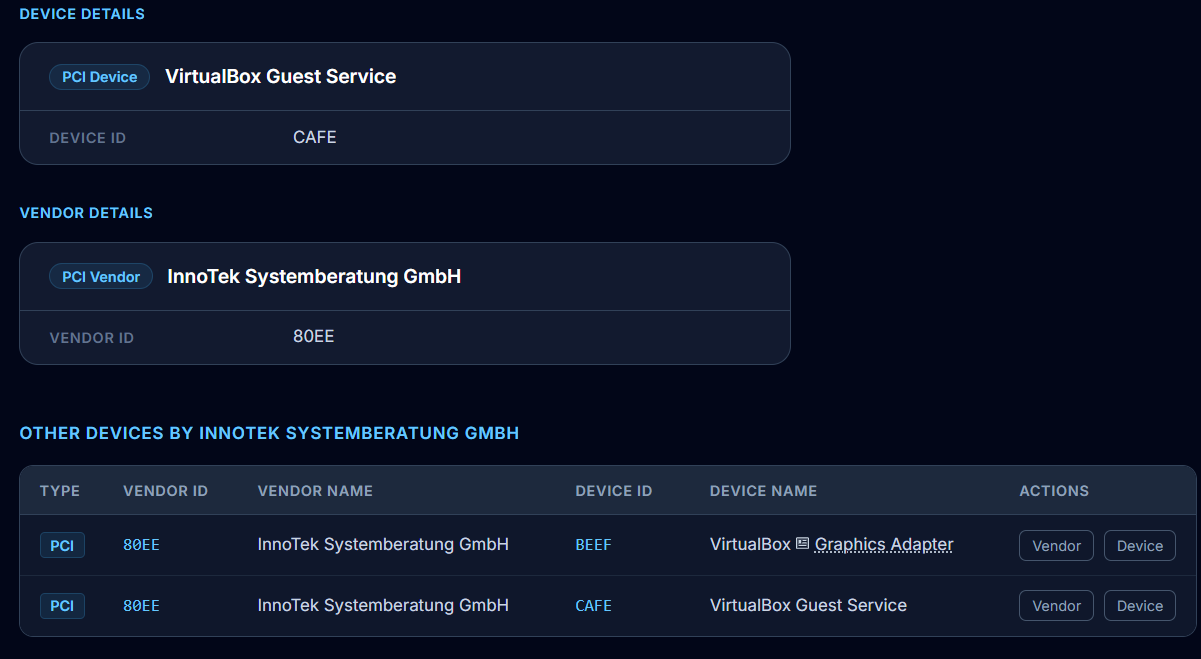 DEVICE DETAILS
PCI Device VirtualBox Guest Service
DEVICE ID CAFE
VENDOR DETAILS
PCI Vendor InnoTek Systemberatung GmbH
VENDOR ID 80EE
OTHER DEVICES BY INNOTEK SYSTEMBERATUNG GMBH
TYPE VENDOR ID VENDOR NAME DEVICE ID DEVICE NAME ACTIONS
PCI 80EE InnoTek Systemberatung GmbH BEEF VirtualBox Graphics Adapter Vendor Device
PCI 80EE InnoTek Systemberatung GmbH CAFE VirtualBox Guest Service Vendor Device